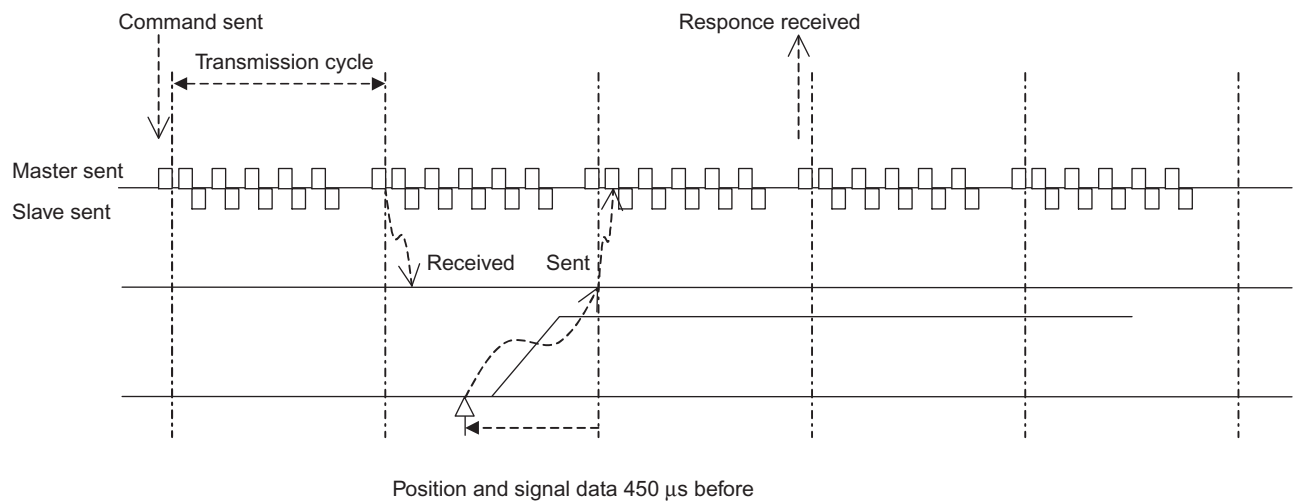 Command sent
Responce received
Transmission cycle
Master sent
Slave sent
Received
Sent
Position and signal data 450 μs before